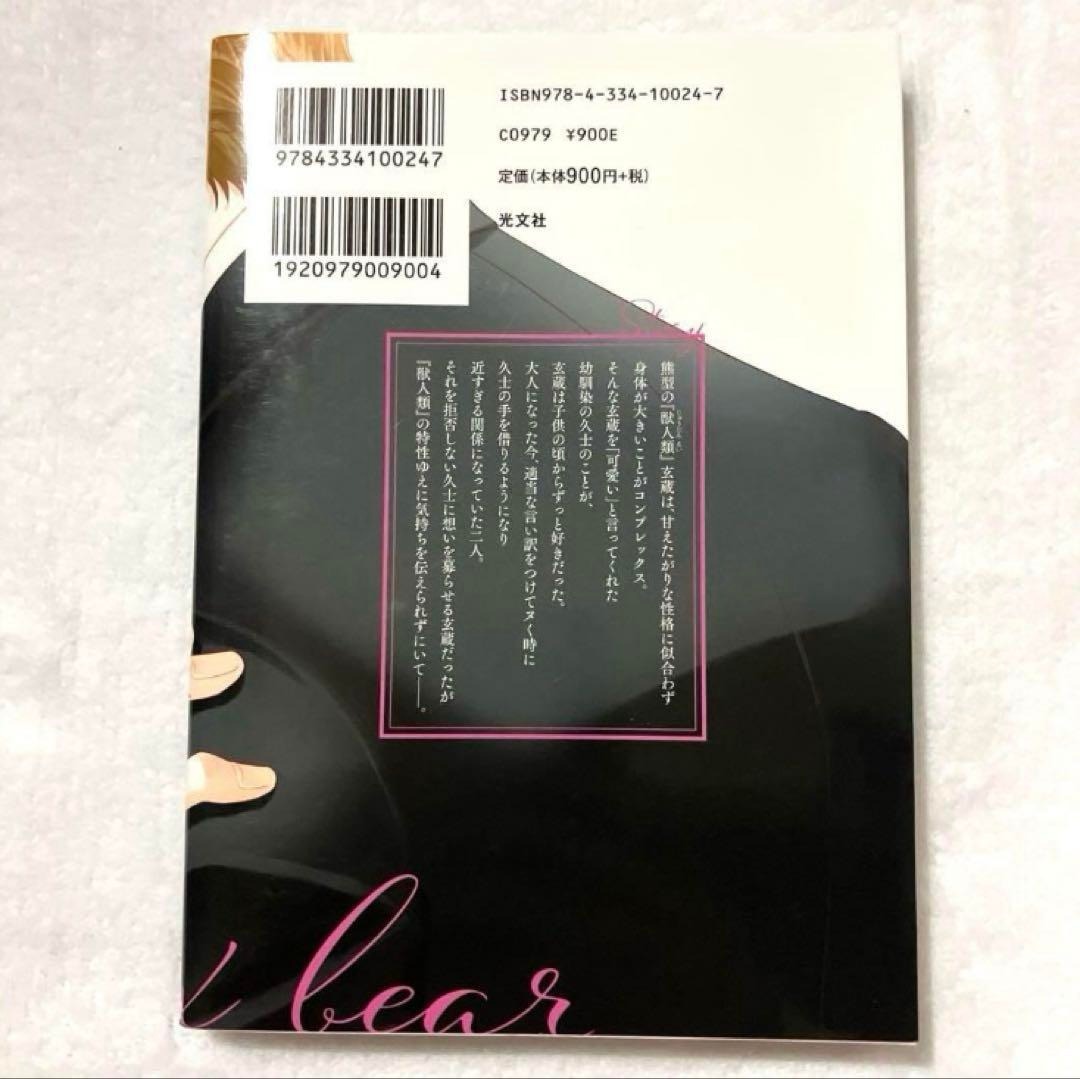 ISBN978-4-334-10024-7
C0979 ¥900E
定価(本体900円+税)
光文社
9784334100247
1920979009004
Story
熊型の『獣人類』玄蔵は、甘えたがりな性格に似合わず
身体が大きいことがコンプレックス。
そんな玄蔵を「可愛い」と言ってくれた
幼馴染の久士のことが、
玄蔵は子供の頃からずっと好きだった。
大人になった今、適当な言い訳をつけてヌく時に
久士の手を借りるようになり
近すぎる関係になっていた二人。
それを拒否しない久士に想いを募らせる玄蔵だったが
『獣人類』の特性ゆえに気持ちを伝えられずにいて――。
bear